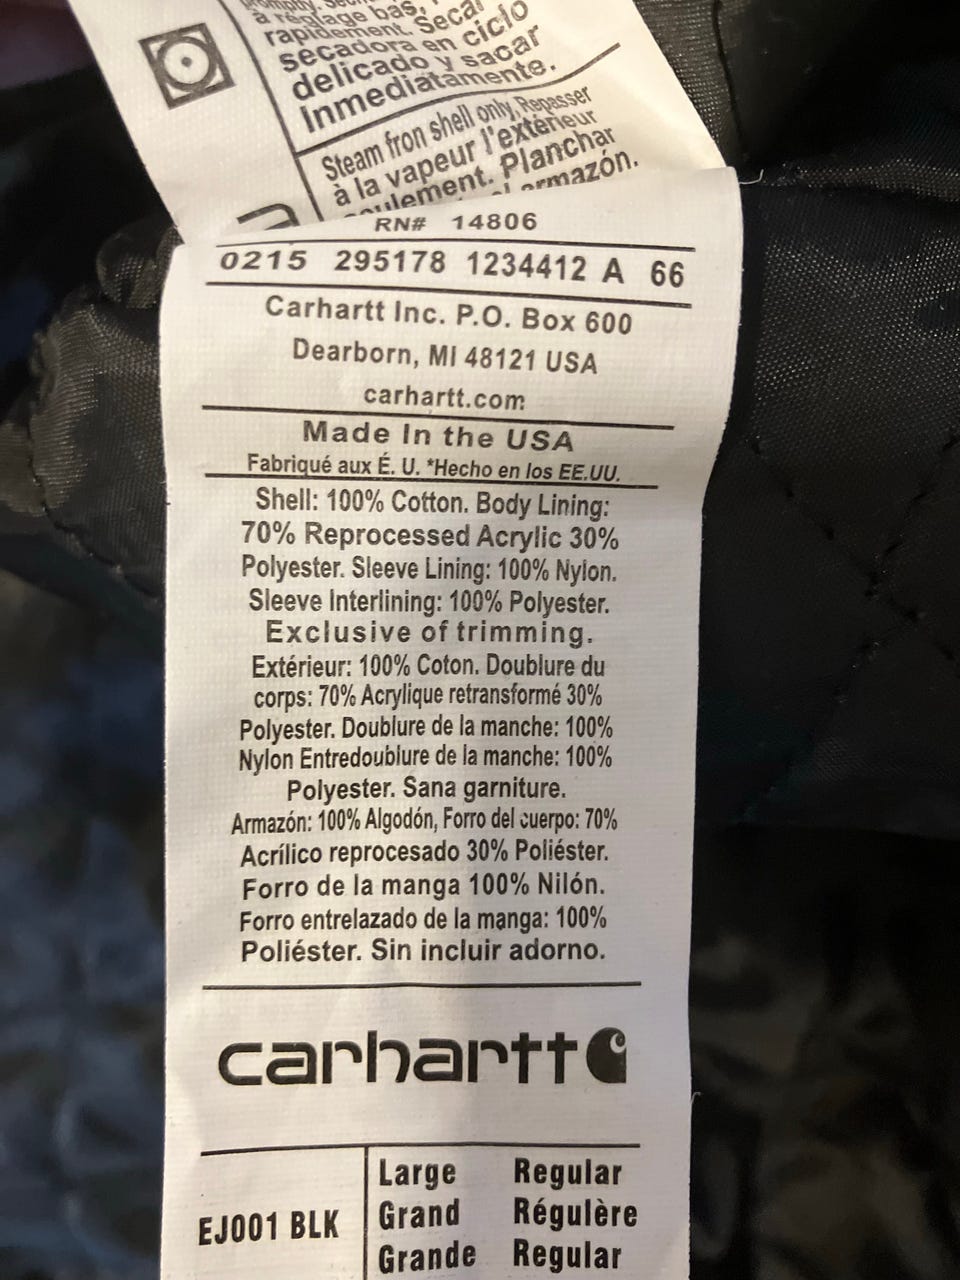 à réglage bas,
rapidement. Secar
secadora en ciclo
delicado y sacar
Inmediatamente.
Steam fron shell only, Repasser
à la vapeur l'extérieur
seulement. Planchar
armazón.
RN# 14806
0215 295178 1234412 A 66
Carhartt Inc. P.O. Box 600
Dearborn, MI 48121 USA
carhartt.com
Made In the USA
Fabriqué aux É. U. *Hecho en los EE.UU.
Shell: 100% Cotton. Body Lining:
70% Reprocessed Acrylic 30%
Polyester. Sleeve Lining: 100% Nylon.
Sleeve Interlining: 100% Polyester.
Exclusive of trimming.
Extérieur: 100% Coton. Doublure du
corps: 70% Acrylique retransformé 30%
Polyester. Doublure de la manche: 100%
Nylon Entredoublure de la manche: 100%
Polyester. Sana garniture.
Armazón: 100% Algodón, Forro del cuerpo: 70%
Acrílico reprocesado 30% Poliéster.
Forro de la manga 100% Nilón.
Forro entrelazado de la manga: 100%
Poliéster. Sin incluir adorno.
carhartt
EJ001 BLK
Large Regular
Grand Régulère
Grande Regular